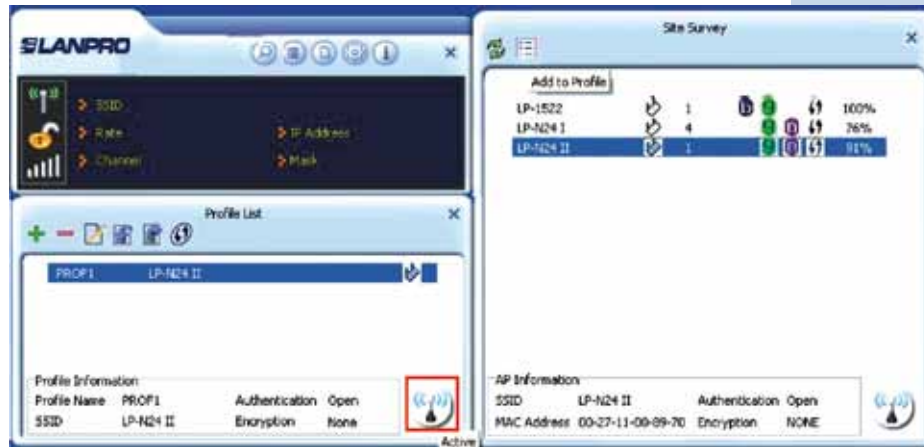 SLANPRO
SSID
Rate
IP Address
Channel
Mask
Profile List
PROF1 LP-N24 II
Profile Information
Profile Name PROF1 Authentication Open
SSID LP-N24 II Encryption None
Active
Site Survey
Add to Profile
LP-1522 1 100%
LP-N24 I 4 76%
LP-N24 II 1 91%
AP Information
SSID LP-N24 II Authentication Open
MAC Address 00-27-11-00-09-70 Encryption NONE